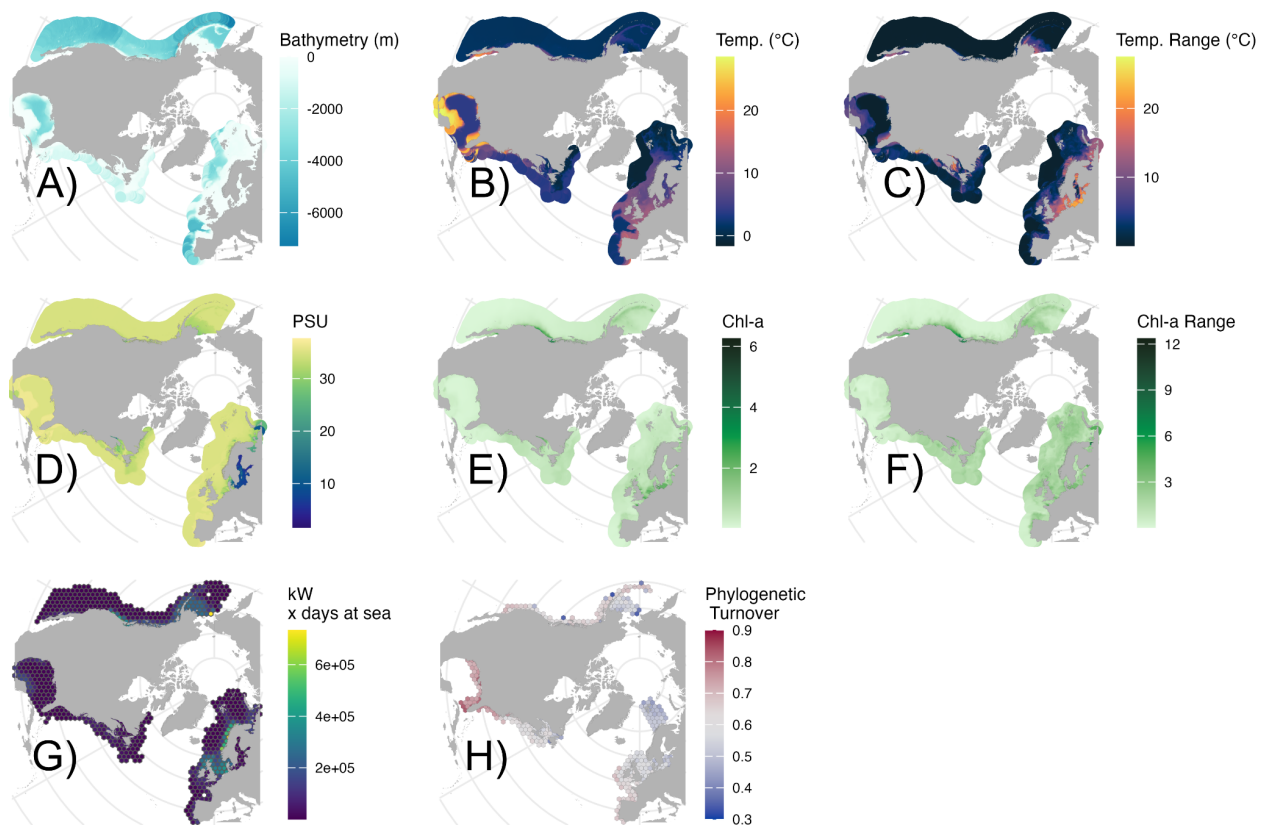 Bathymetry (m)
0
-2000
-4000
-6000
A)
Temp. (°C)
20
10
0
B)
Temp. Range (°C)
20
10
C)
PSU
30
20
10
D)
Chl-a
6
4
2
E)
Chl-a Range
12
9
6
3
F)
kW
x days at sea
6e+05
4e+05
2e+05
G)
Phylogenetic
Turnover
0.9
0.8
0.7
0.6
0.5
0.4
0.3
H)